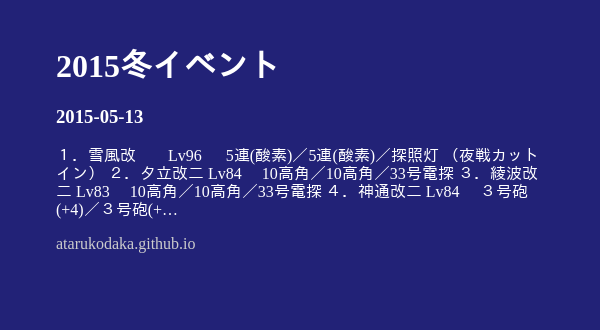 2015冬イベント
2015-05-13
１．雪風改　　Lv96　 5連(酸素)／5連(酸素)／探照灯 （夜戦カット
イン） ２．夕立改二 Lv84　 10高角／10高角／33号電探 ３．綾波改
二 Lv83　 10高角／10高角／33号電探 ４．神通改二 Lv84　 ３号砲
(+4)／３号砲(+…
atarukodaka.github.io